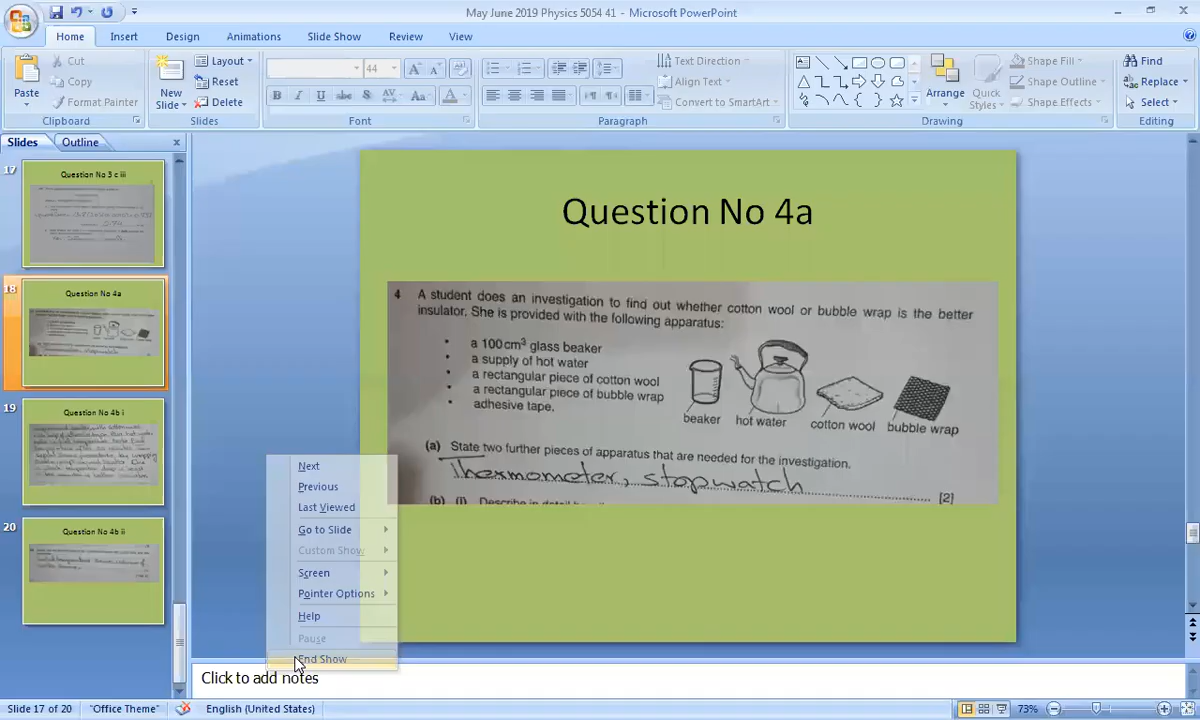 May June 2019 Physics 5054 41 - Microsoft PowerPoint
Home Insert Design Animations Slide Show Review View
Paste
Cut
Copy
Format Painter
Clipboard
New Slide
Layout
Reset
Delete
Slides
44
B I U abc S AV Aa A
Font
Text Direction
Align Text
Convert to SmartArt
Paragraph
Arrange
Quick Styles
Shape Fill
Shape Outline
Shape Effects
Drawing
Find
Replace
Select
Editing
Slides Outline
17
Question No 3 c iii
18
Question No 4a
19
Question No 4b i
20
Question No 4b ii
Question No 4a
4 A student does an investigation to find out whether cotton wool or bubble wrap is the better
insulator. She is provided with the following apparatus:
• a 100 cm³ glass beaker
• a supply of hot water
• a rectangular piece of cotton wool
• a rectangular piece of bubble wrap
• adhesive tape.
beaker hot water cotton wool bubble wrap
(a) State two further pieces of apparatus that are needed for the investigation.
Thermometer, stopwatch
[2]
(b) (i) Describe in detail
Next
Previous
Last Viewed
Go to Slide
Custom Show
Screen
Pointer Options
Help
Pause
End Show
Click to add notes
Slide 17 of 20 "Office Theme" English (United States) 73%